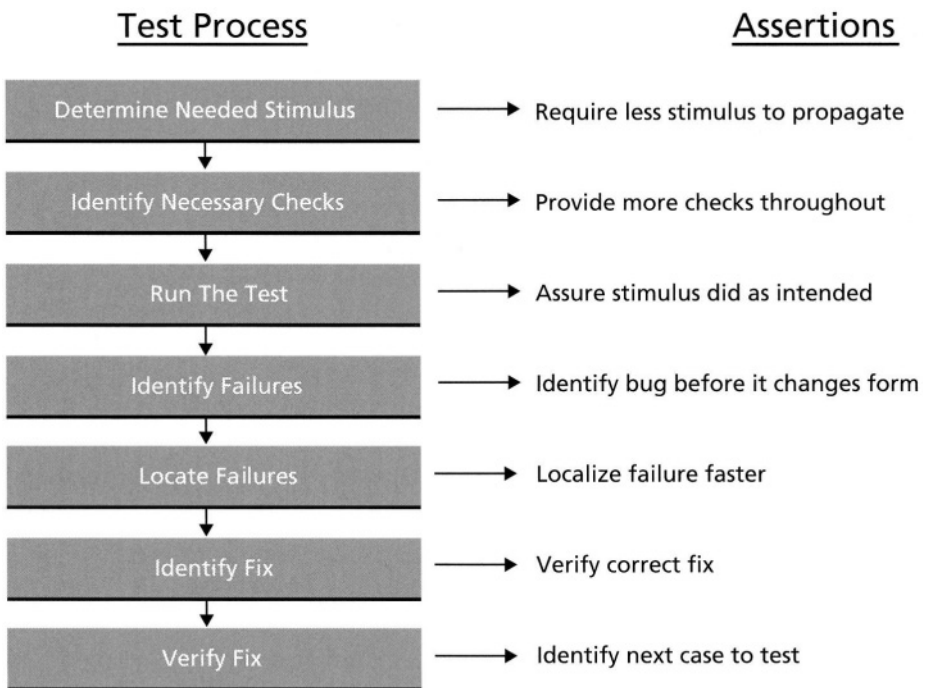 Test Process
Assertions
Determine Needed Stimulus
Require less stimulus to propagate
Identify Necessary Checks
Provide more checks throughout
Run The Test
Assure stimulus did as intended
Identify Failures
Identify bug before it changes form
Locate Failures
Localize failure faster
Identify Fix
Verify correct fix
Verify Fix
Identify next case to test